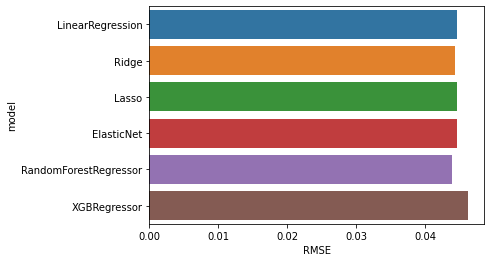 model
LinearRegression
Ridge
Lasso
ElasticNet
RandomForestRegressor
XGBRegressor
0.00 0.01 0.02 0.03 0.04
RMSE